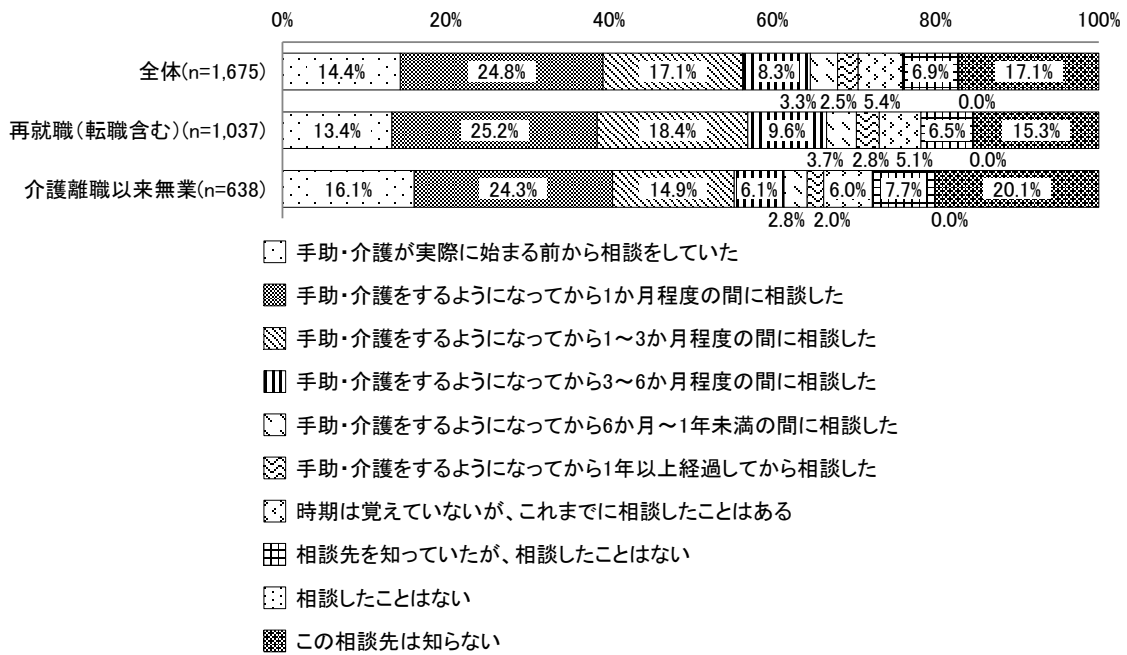 0% 20% 40% 60% 80% 100%
全体(n=1,675) 14.4% 24.8% 17.1% 8.3% 6.9% 17.1%
3.3% 2.5% 5.4% 0.0%
再就職(転職含む)(n=1,037) 13.4% 25.2% 18.4% 9.6% 6.5% 15.3%
3.7% 2.8% 5.1% 0.0%
介護離職以来無業(n=638) 16.1% 24.3% 14.9% 6.1% 6.0% 7.7% 20.1%
2.8% 2.0% 0.0%
手助・介護が実際に始まる前から相談をしていた
手助・介護をするようになってから1か月程度の間に相談した
手助・介護をするようになってから1～3か月程度の間に相談した
手助・介護をするようになってから3～6か月程度の間に相談した
手助・介護をするようになってから6か月～1年未満の間に相談した
手助・介護をするようになってから1年以上経過してから相談した
時期は覚えていないが、これまでに相談したことはある
相談先を知っていたが、相談したことはない
相談したことはない
この相談先は知らない